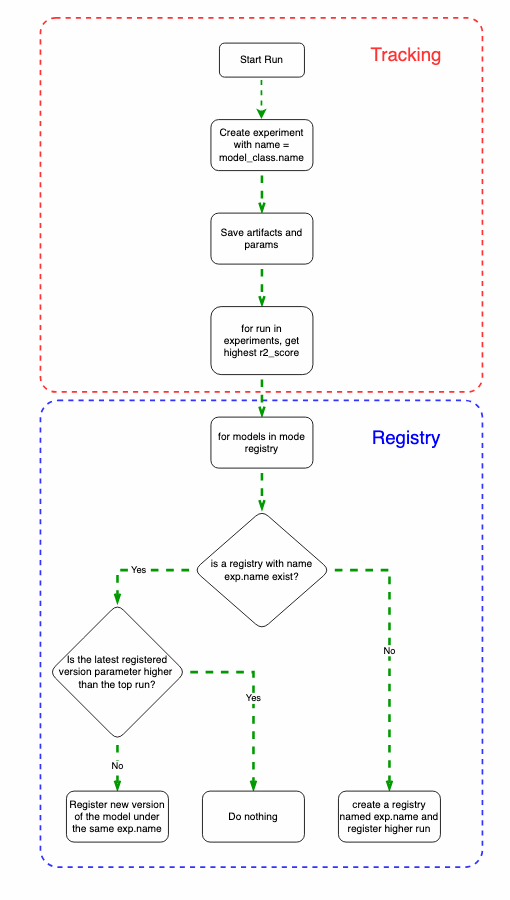 Tracking
Start Run
Create experiment
with name =
model_class.name
Save artifacts and
params
for run in
experiments, get
highest r2_score
Registry
for models in mode
registry
is a registry with name
exp.name exist?
Yes
No
Is the latest registered
version parameter higher
than the top run?
Yes
No
Register new version
of the model under
the same exp.name
Do nothing
create a registry
named exp.name and
register higher run